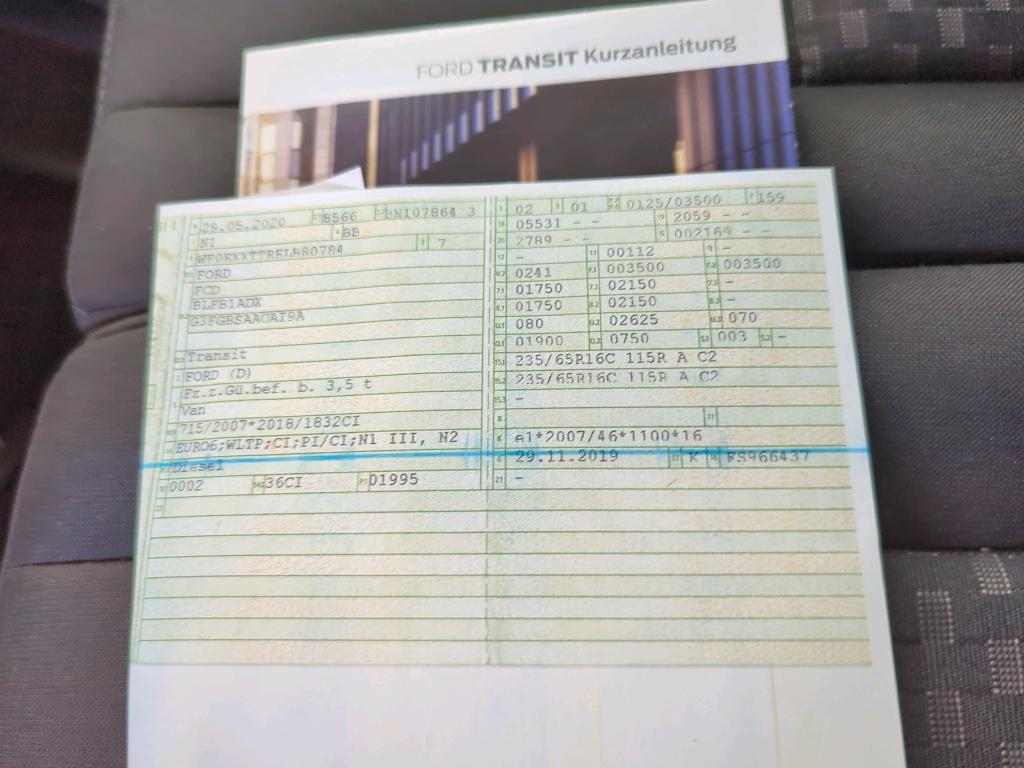 FORD TRANSIT Kurzanleitung
29.05.2020 8566
N1 BB
7
FORD
FCD
BLFB1ADX
G3FGBSAACAI9A
Transit
FORD (D)
Fz.z.Gü.bef. b. 3,5 t
Van
715/2007*2018/1832CI
EURO6;WLTP;CI;PI/CI;N1 III, N2
Diesel
0002 36CI 01995
02 01 0125/03500 159
05531 - - 2059 - -
2789 - - 002169 - -
- 00112 -
0241 003500 003500
01750 02150 -
01750 02150 -
080 02625 070
01900 0750 003 -
235/65R16C 115R A C2
235/65R16C 115R A C2
-
K e1*2007/46*1100*16
29.11.2019 K FS966437
21 -